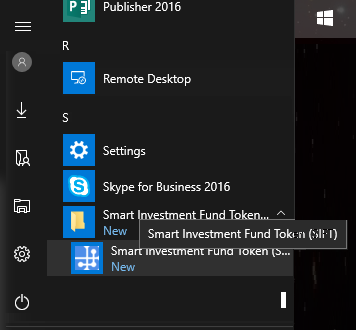 Publisher 2016
R
Remote Desktop
S
Settings
Skype for Business 2016
Smart Investment Fund Token...
New
Smart Investment Fund Token (SIFT)
Smart Investment Fund Token (S...
New